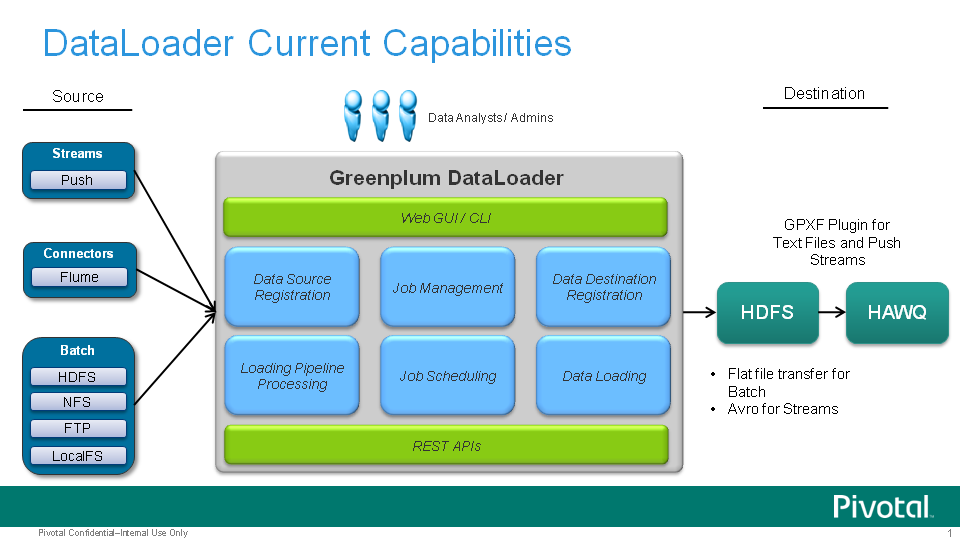 DataLoader Current Capabilities
Source
Destination
Data Analysts/ Admins
Streams
Push
Connectors
Flume
Batch
HDFS
NFS
FTP
LocalFS
Greenplum DataLoader
Web GUI / CLI
Data Source
Registration
Job Management
Data Destination
Registration
Loading Pipeline
Processing
Job Scheduling
Data Loading
REST APIs
GPXF Plugin for
Text Files and Push
Streams
HDFS
HAWQ
• Flat file transfer for
Batch
• Avro for Streams
Pivotal™
Pivotal Confidential–Internal Use Only
1